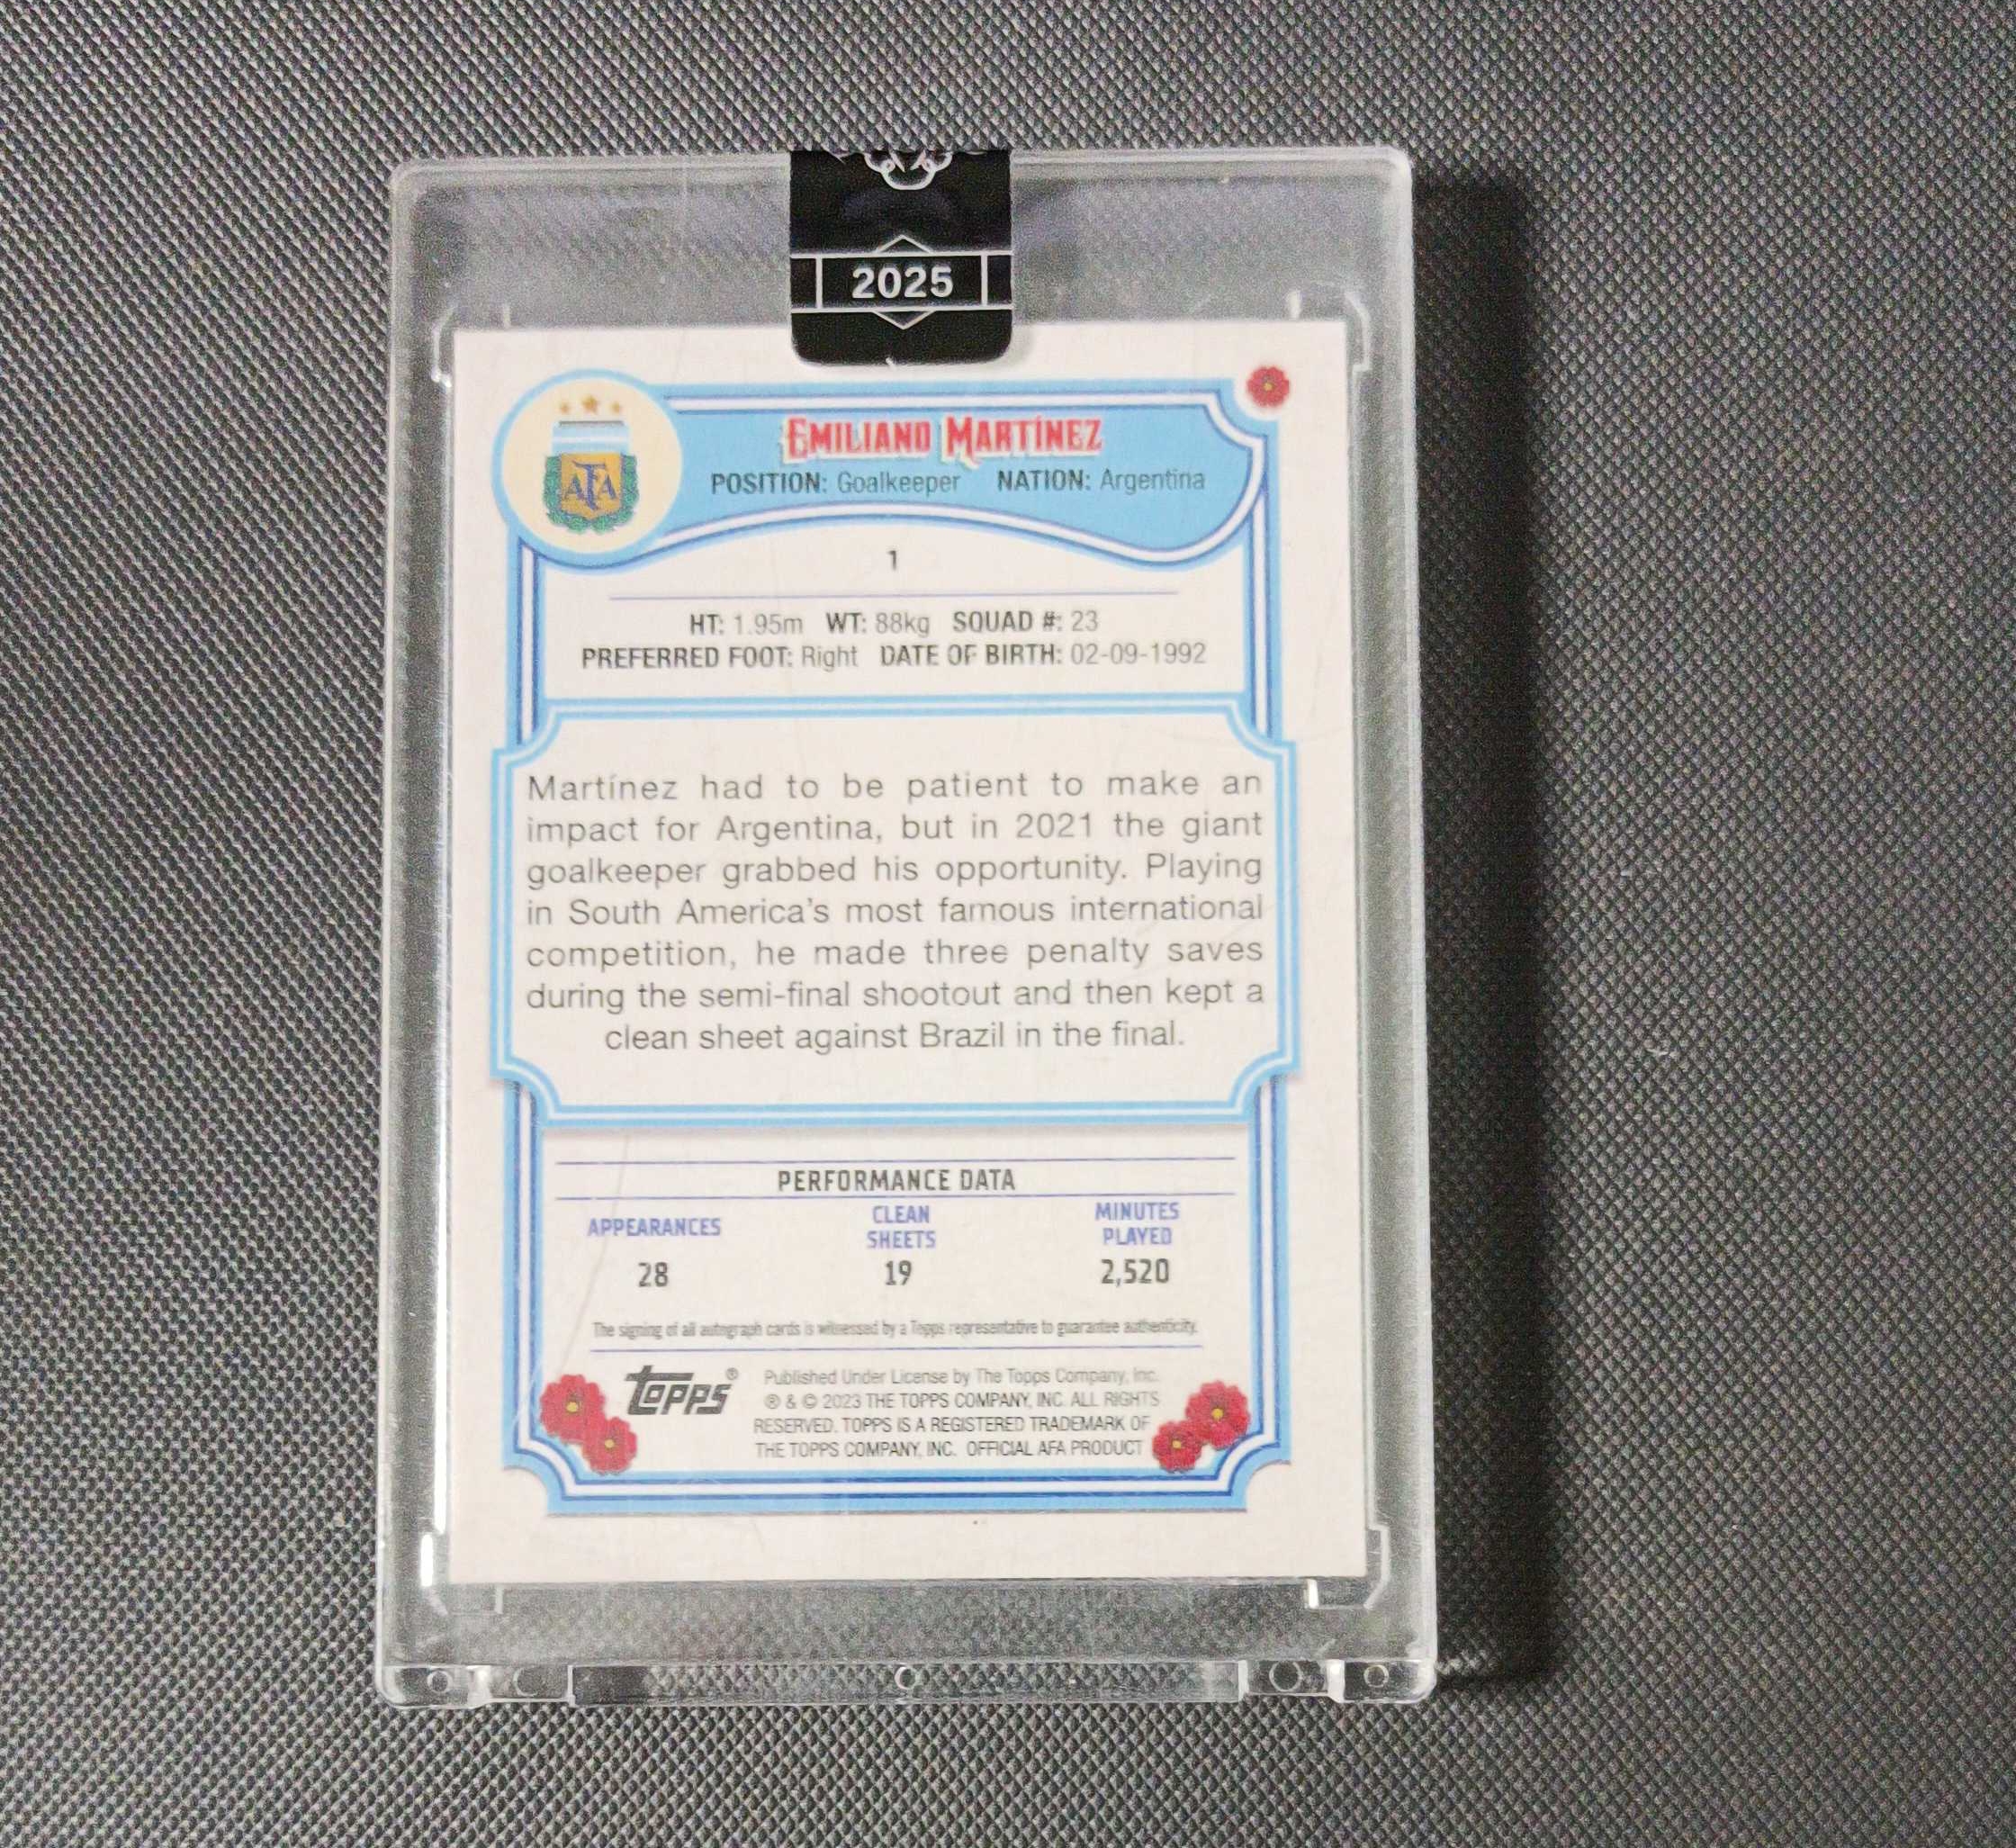 2025
AFA
EMILIANO MARTÍNEZ
POSITION: Goalkeeper NATION: Argentina
1
HT: 1.95m WT: 88kg SQUAD #: 23
PREFERRED FOOT: Right DATE OF BIRTH: 02-09-1992
Martínez had to be patient to make an
impact for Argentina, but in 2021 the giant
goalkeeper grabbed his opportunity. Playing
in South America's most famous international
competition, he made three penalty saves
during the semi-final shootout and then kept a
clean sheet against Brazil in the final.
PERFORMANCE DATA
APPEARANCES CLEAN SHEETS MINUTES PLAYED
28 19 2,520
The signing of all autograph cards is witnessed by a Topps representative to guarantee authenticity.
topps®
Published Under License by The Topps Company, Inc.
® & © 2023 THE TOPPS COMPANY, INC. ALL RIGHTS
RESERVED. TOPPS IS A REGISTERED TRADEMARK OF
THE TOPPS COMPANY, INC. OFFICIAL AFA PRODUCT